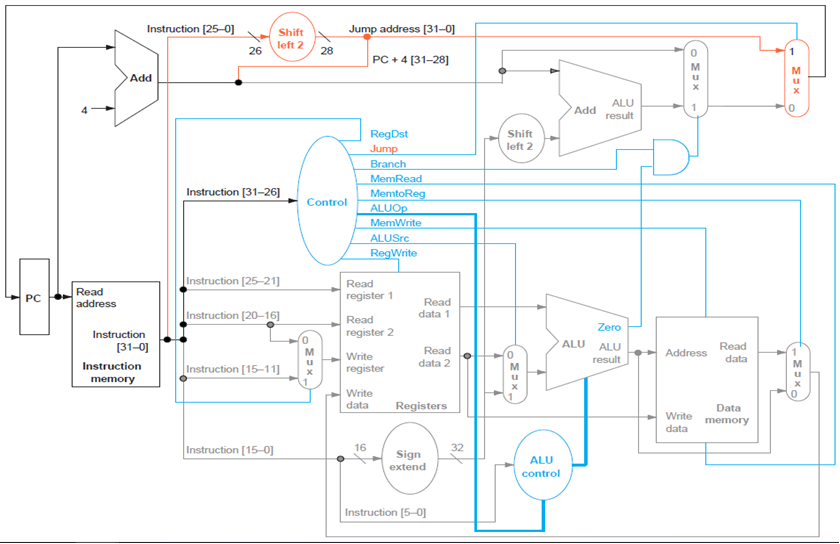 Instruction [25–0]
26
Shift
left 2
28
Jump address [31–0]
PC + 4 [31–28]
Add
4
0
M
u
x
1
1
M
u
x
0
Add
ALU
result
Shift
left 2
RegDst
Jump
Branch
MemRead
MemtoReg
ALUOp
MemWrite
ALUSrc
RegWrite
Instruction [31–26]
Control
PC
Read
address
Instruction
[31–0]
Instruction
memory
Instruction [25–21]
Instruction [20–16]
Instruction [15–11]
Instruction [15–0]
0
M
u
x
1
Read
register 1
Read
register 2
Write
register
Write
data
Read
data 1
Read
data 2
Registers
0
M
u
x
1
Zero
ALU
ALU
result
Address
Read
data
Write
data
Data
memory
1
M
u
x
0
16
Sign
extend
32
ALU
control
Instruction [5–0]